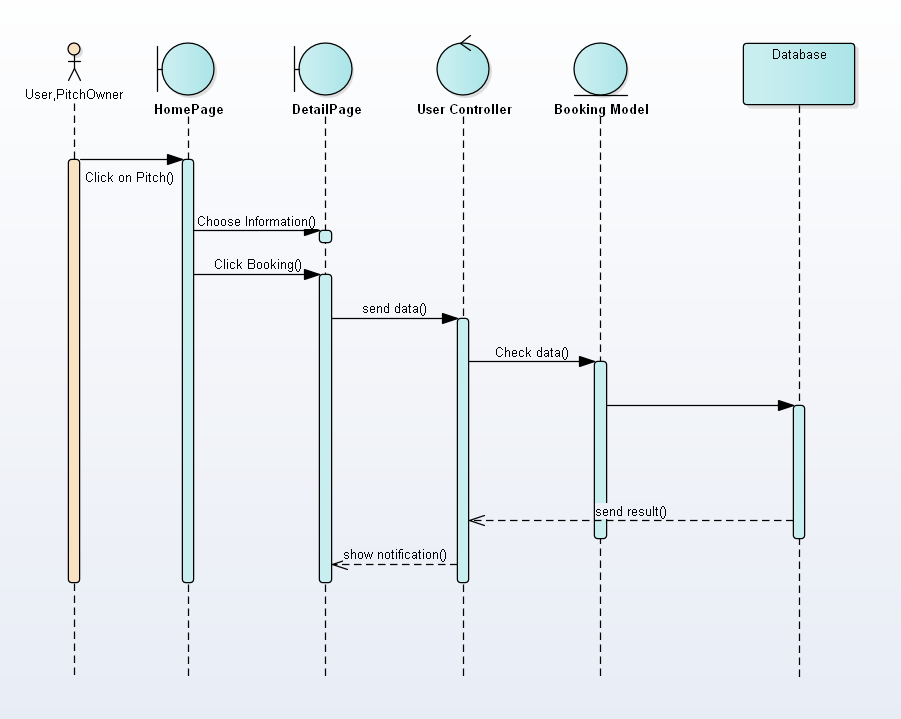 User,PitchOwner
HomePage
DetailPage
User Controller
Booking Model
Database
Click on Pitch()
Choose Information()
Click Booking()
send data()
Check data()
send result()
show notification()